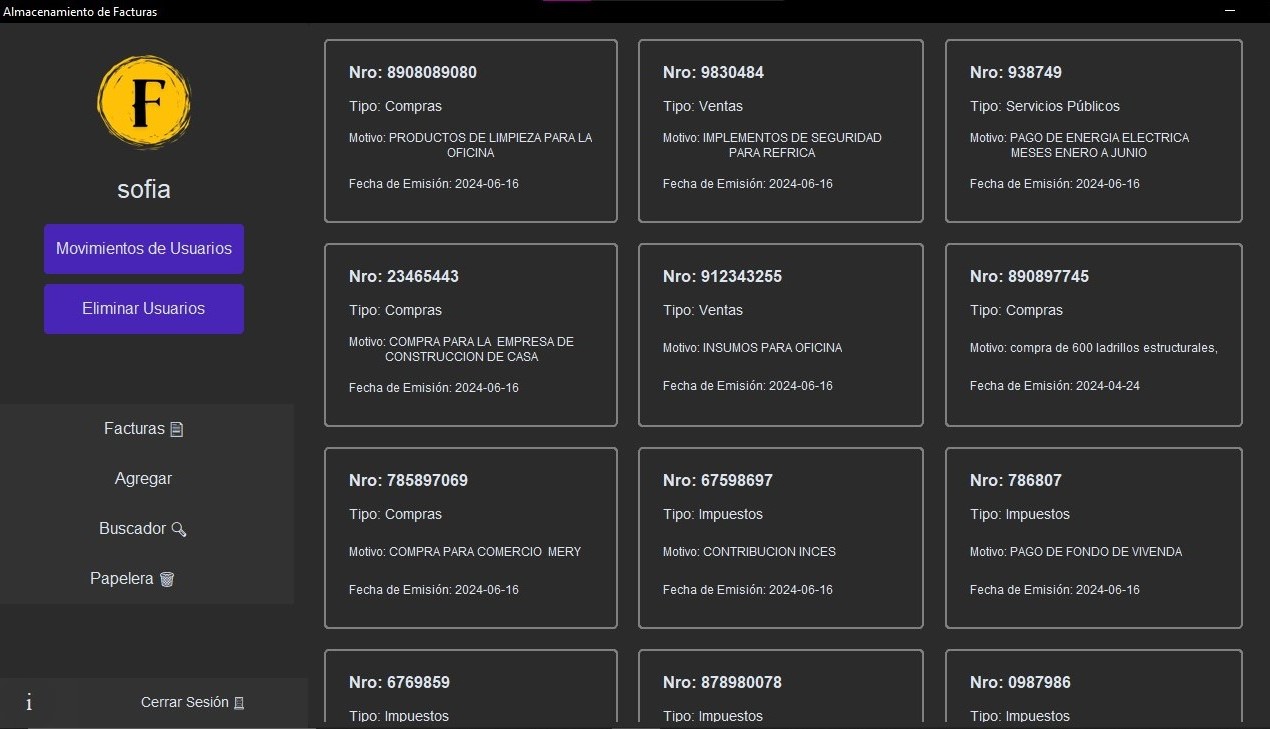 Almacenamiento de Facturas
F
sofia
Movimientos de Usuarios
Eliminar Usuarios
Facturas
Agregar
Buscador
Papelera
i
Cerrar Sesión
Nro: 8908089080
Tipo: Compras
Motivo: PRODUCTOS DE LIMPIEZA PARA LA
OFICINA
Fecha de Emisión: 2024-06-16
Nro: 9830484
Tipo: Ventas
Motivo: IMPLEMENTOS DE SEGURIDAD
PARA REFRICA
Fecha de Emisión: 2024-06-16
Nro: 938749
Tipo: Servicios Públicos
Motivo: PAGO DE ENERGIA ELECTRICA
MESES ENERO A JUNIO
Fecha de Emisión: 2024-06-16
Nro: 23465443
Tipo: Compras
Motivo: COMPRA PARA LA  EMPRESA DE
CONSTRUCCION DE CASA
Fecha de Emisión: 2024-06-16
Nro: 912343255
Tipo: Ventas
Motivo: INSUMOS PARA OFICINA
Fecha de Emisión: 2024-06-16
Nro: 890897745
Tipo: Compras
Motivo: compra de 600 ladrillos estructurales,
Fecha de Emisión: 2024-04-24
Nro: 785897069
Tipo: Compras
Motivo: COMPRA PARA COMERCIO  MERY
Fecha de Emisión: 2024-06-16
Nro: 67598697
Tipo: Impuestos
Motivo: CONTRIBUCION INCES
Fecha de Emisión: 2024-06-16
Nro: 786807
Tipo: Impuestos
Motivo: PAGO DE FONDO DE VIVENDA
Fecha de Emisión: 2024-06-16
Nro: 6769859
Tipo: Impuestos
Nro: 878980078
Tipo: Impuestos
Nro: 0987986
Tipo: Impuestos